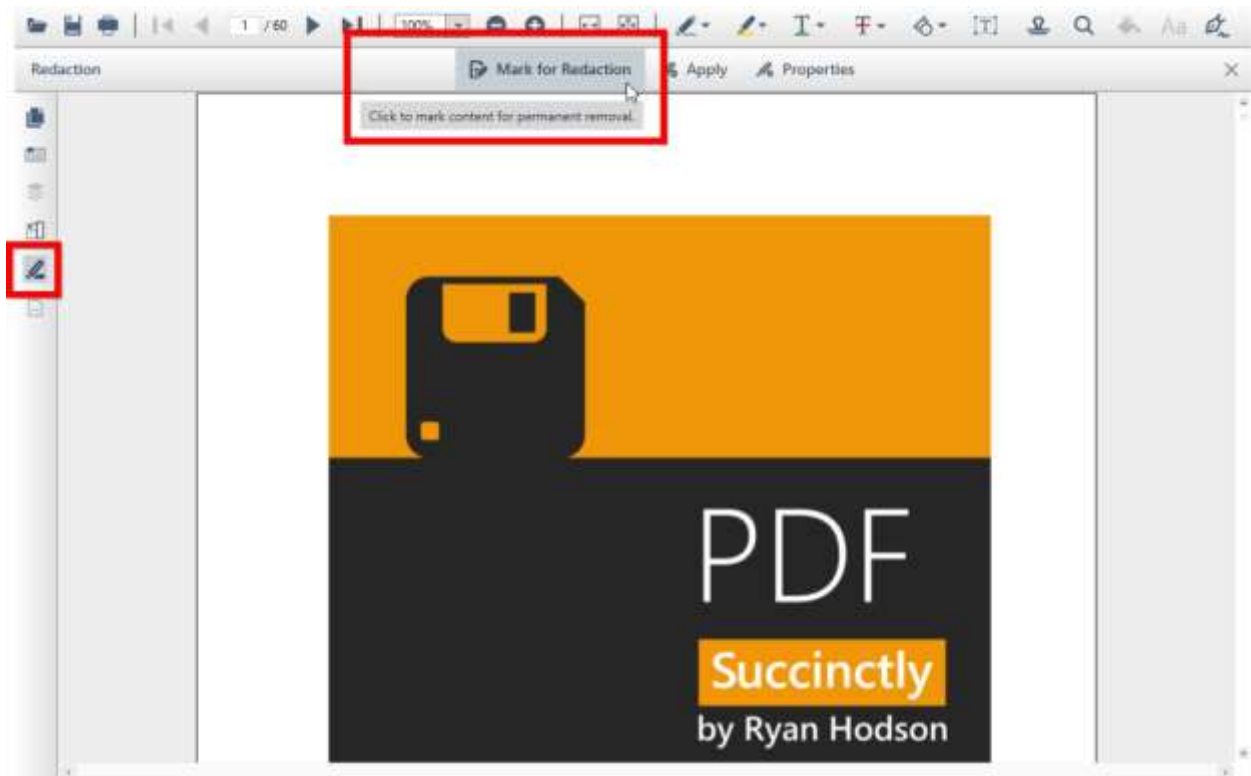 1 / 60 100% T T [T] Aa
Redaction Mark for Redaction Apply Properties
Click to mark content for permanent removal.
PDF
Succinctly
by Ryan Hodson